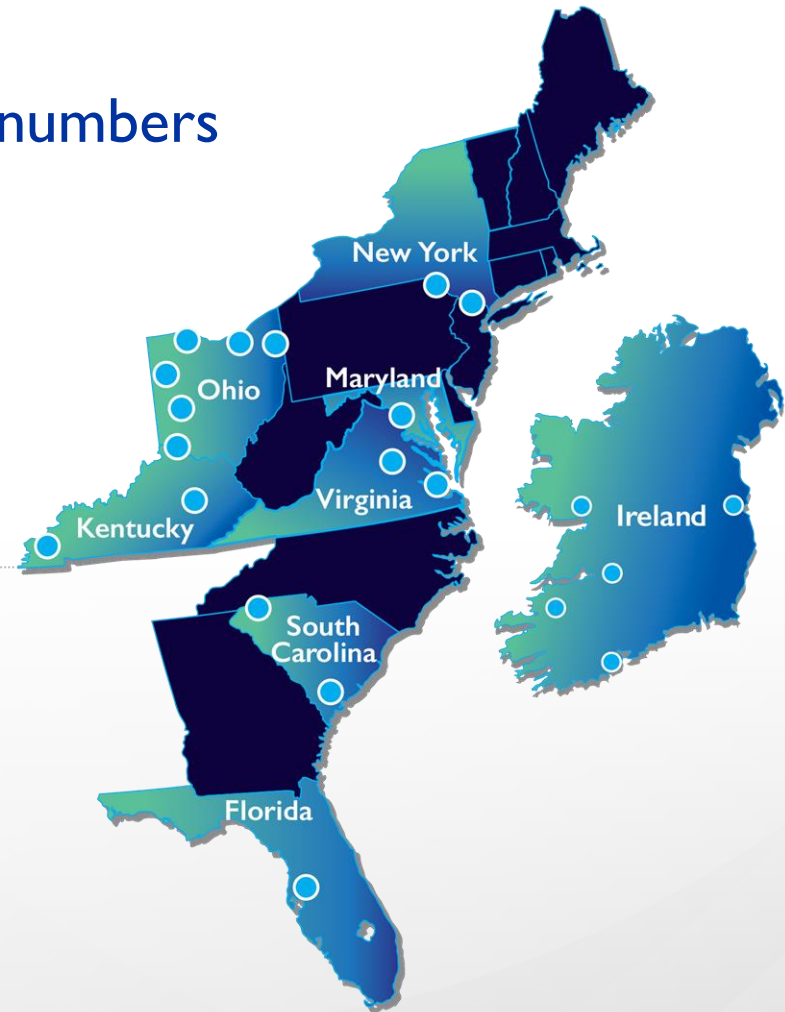 numbers
New York
Ohio
Maryland
Virginia
Kentucky
Ireland
South
Carolina
Florida